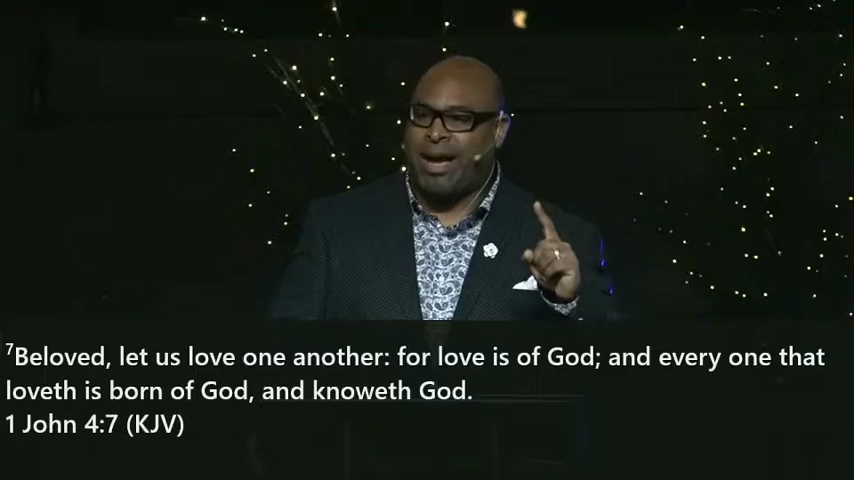 7Beloved, let us love one another: for love is of God; and every one that
loveth is born of God, and knoweth God.
1 John 4:7 (KJV)